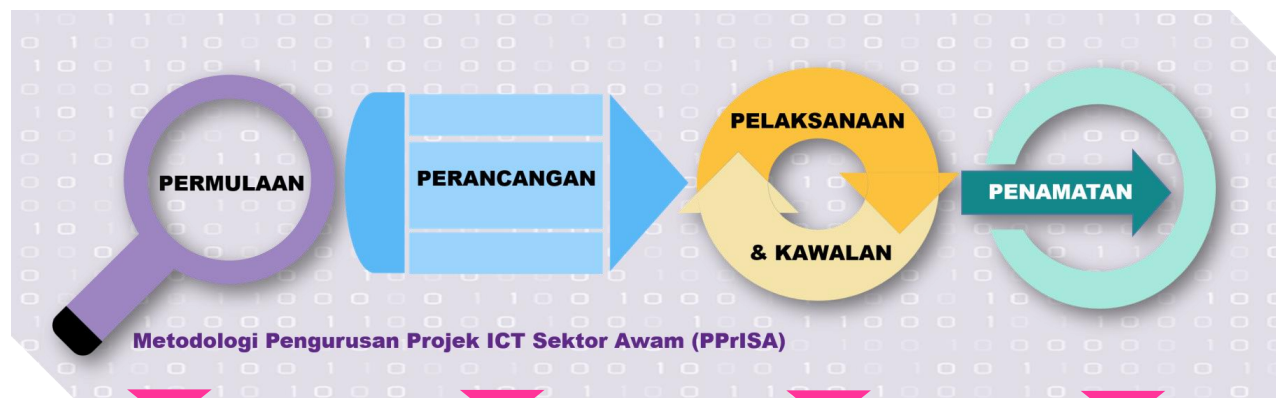 PERMULAAN
PERANCANGAN
PELAKSANAAN
& KAWALAN
PENAMATAN
Metodologi Pengurusan Projek ICT Sektor Awam (PPrISA)